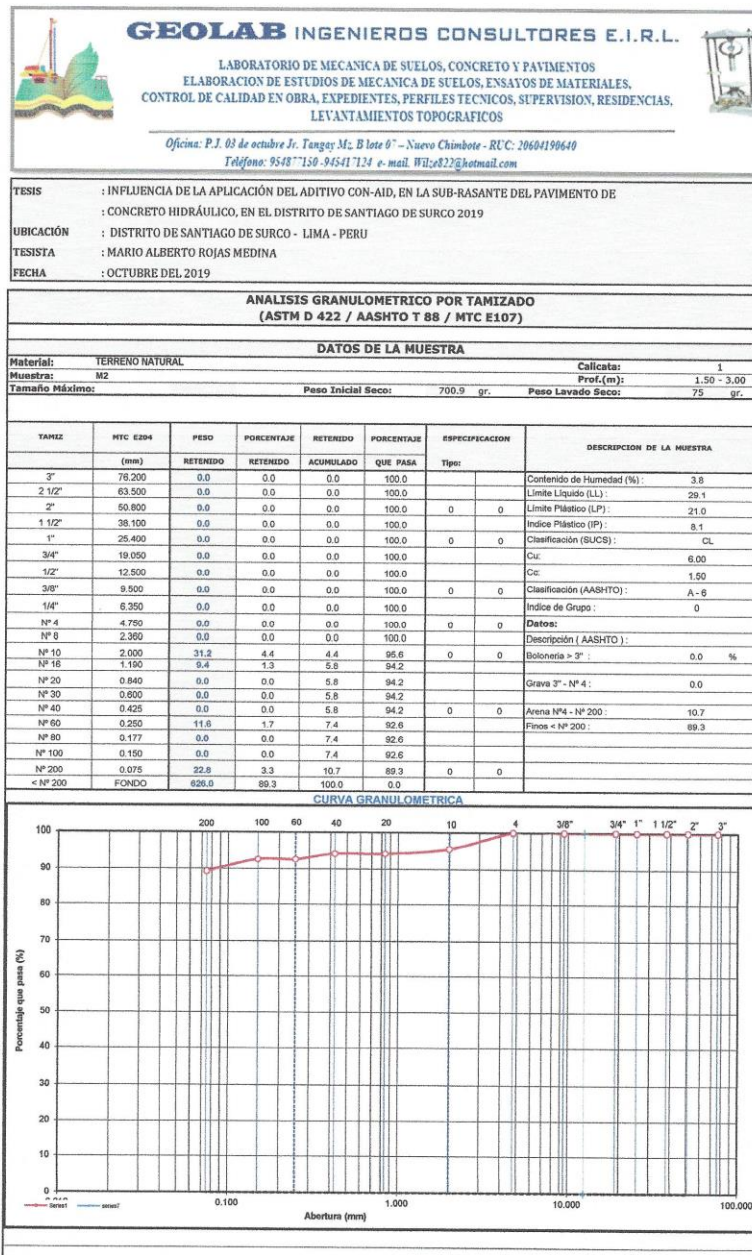 GEOLAB INGENIEROS CONSULTORES E.I.R.L.
LABORATORIO DE MECANICA DE SUELOS, CONCRETO Y PAVIMENTOS
ELABORACION DE ESTUDIOS DE MECANICA DE SUELOS, ENSAYOS DE MATERIALES,
CONTROL DE CALIDAD EN OBRA, EXPEDIENTES, PERFILES TECNICOS, SUPERVISION, RESIDENCIAS,
LEVANTAMIENTOS TOPOGRAFICOS
Oficina: P.J. 03 de octubre Jr. Tangay Mz. B lote 07 – Nuevo Chimbote - RUC: 20604190640
Teléfono: 954877150 -945417124 e- mail. Wilze822@hotmail.com
TESIS : INFLUENCIA DE LA APLICACIÓN DEL ADITIVO CON-AID, EN LA SUB-RASANTE DEL PAVIMENTO DE
: CONCRETO HIDRÁULICO, EN EL DISTRITO DE SANTIAGO DE SURCO 2019
UBICACIÓN : DISTRITO DE SANTIAGO DE SURCO - LIMA - PERU
TESISTA : MARIO ALBERTO ROJAS MEDINA
FECHA : OCTUBRE DEL 2019
ANALISIS GRANULOMETRICO POR TAMIZADO
(ASTM D 422 / AASHTO T 88 / MTC E107)
DATOS DE LA MUESTRA
Material: TERRENO NATURAL Calicata: 1
Muestra: M2 Prof.(m): 1.50 - 3.00
Tamaño Máximo: Peso Inicial Seco: 700.9 gr. Peso Lavado Seco: 75 gr.
TAMIZ MTC E204 PESO PORCENTAJE RETENIDO PORCENTAJE ESPECIFICACION DESCRIPCION DE LA MUESTRA
(mm) RETENIDO RETENIDO ACUMULADO QUE PASA Tipo:
3" 76.200 0.0 0.0 0.0 100.0 Contenido de Humedad (%) : 3.8
2 1/2" 63.500 0.0 0.0 0.0 100.0 Límite Líquido (LL) : 29.1
2" 50.800 0.0 0.0 0.0 100.0 0 0 Límite Plástico (LP) : 21.0
1 1/2" 38.100 0.0 0.0 0.0 100.0 Indice Plástico (IP) : 8.1
1" 25.400 0.0 0.0 0.0 100.0 0 0 Clasificación (SUCS) : CL
3/4" 19.050 0.0 0.0 0.0 100.0 Cu: 6.00
1/2" 12.500 0.0 0.0 0.0 100.0 Cc: 1.50
3/8" 9.500 0.0 0.0 0.0 100.0 0 0 Clasificación (AASHTO) : A - 6
1/4" 6.350 0.0 0.0 0.0 100.0 Indice de Grupo : 0
Nº 4 4.750 0.0 0.0 0.0 100.0 0 0 Datos:
Nº 8 2.360 0.0 0.0 0.0 100.0 Descripción ( AASHTO ) :
Nº 10 2.000 31.2 4.4 4.4 95.6 0 0 Boloneria > 3" : 0.0 %
Nº 16 1.190 9.4 1.3 5.8 94.2
Nº 20 0.840 0.0 0.0 5.8 94.2 Grava 3" - Nº 4 : 0.0
Nº 30 0.600 0.0 0.0 5.8 94.2
Nº 40 0.425 0.0 0.0 5.8 94.2 0 0 Arena Nº4 - Nº 200 : 10.7
Nº 60 0.250 11.6 1.7 7.4 92.6 Finos < Nº 200 : 89.3
Nº 80 0.177 0.0 0.0 7.4 92.6
Nº 100 0.150 0.0 0.0 7.4 92.6
Nº 200 0.075 22.8 3.3 10.7 89.3 0 0
< Nº 200 FONDO 626.0 89.3 100.0 0.0
CURVA GRANULOMETRICA
200 100 60 40 20 10 4 3/8" 3/4" 1" 1 1/2" 2" 3"
100
90
80
70
60
50
40
30
20
10
0
Porcentaje que pasa (%)
0.100 1.000 10.000 100.000
Series1 series7
Abertura (mm)